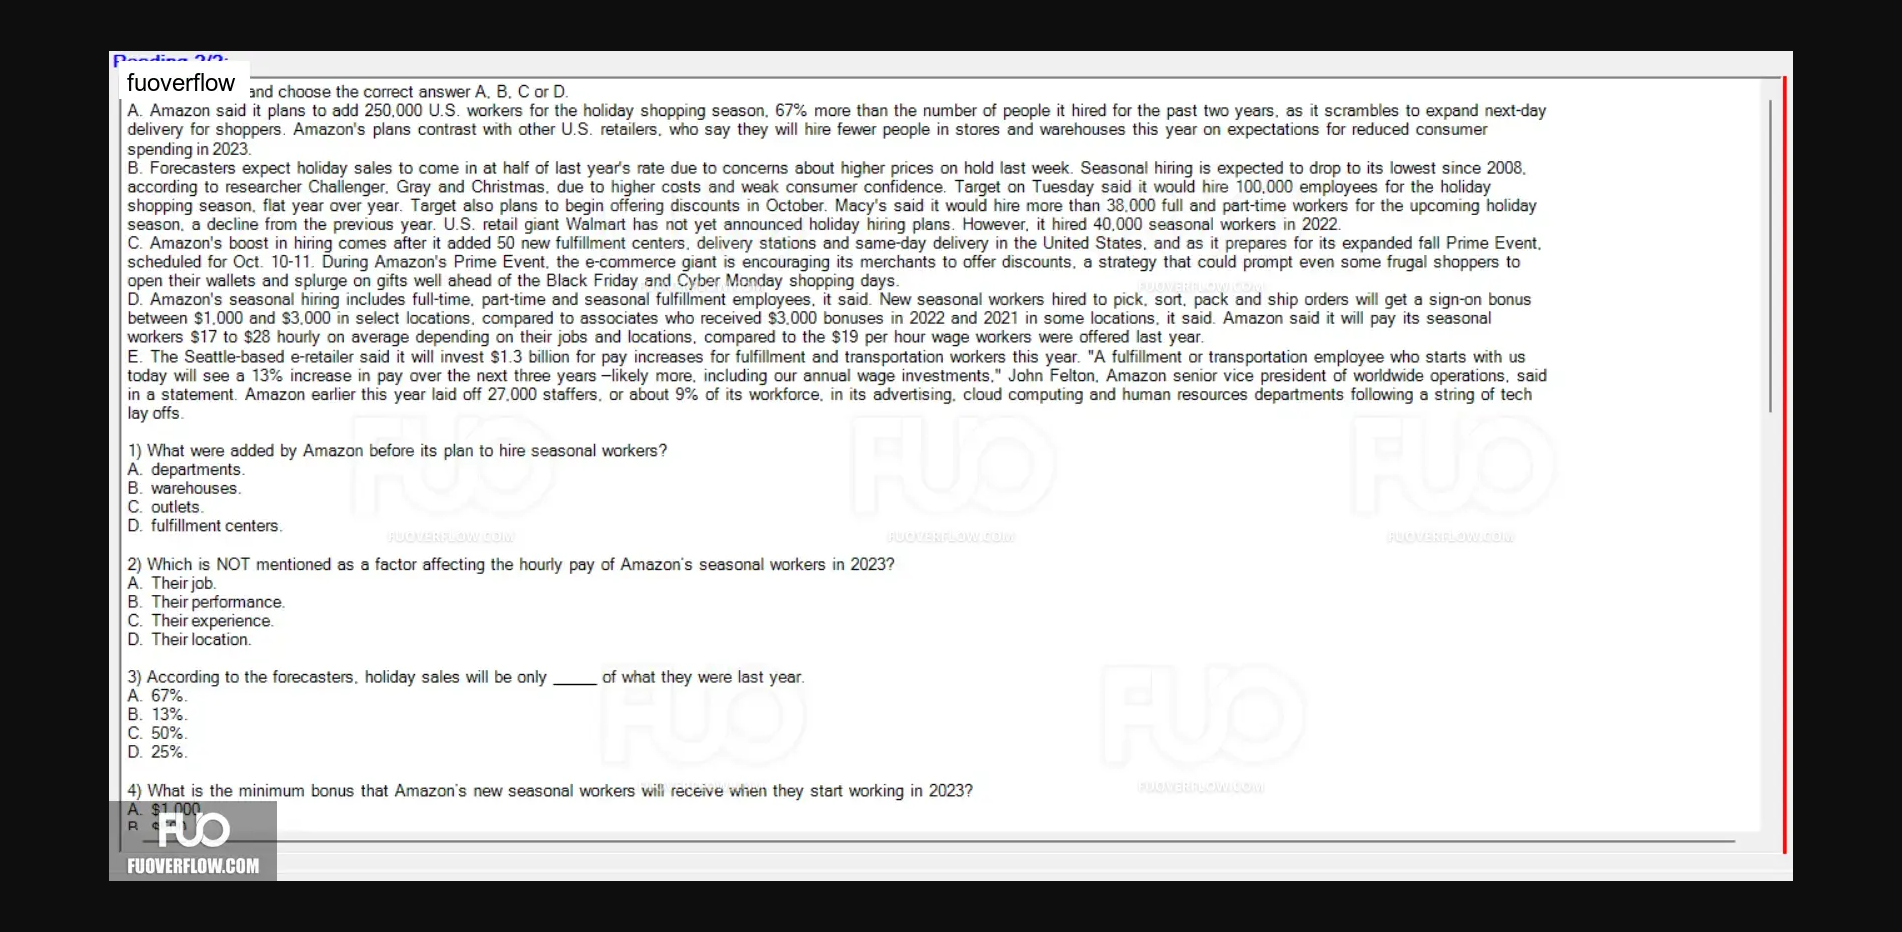 Reading 2/2:
fuoverflow
and choose the correct answer A, B, C or D.
A. Amazon said it plans to add 250,000 U.S. workers for the holiday shopping season, 67% more than the number of people it hired for the past two years, as it scrambles to expand next-day
delivery for shoppers. Amazon's plans contrast with other U.S. retailers, who say they will hire fewer people in stores and warehouses this year on expectations for reduced consumer
spending in 2023.
B. Forecasters expect holiday sales to come in at half of last year's rate due to concerns about higher prices on hold last week. Seasonal hiring is expected to drop to its lowest since 2008,
according to researcher Challenger, Gray and Christmas, due to higher costs and weak consumer confidence. Target on Tuesday said it would hire 100,000 employees for the holiday
shopping season, flat year over year. Target also plans to begin offering discounts in October. Macy's said it would hire more than 38,000 full and part-time workers for the upcoming holiday
season, a decline from the previous year. U.S. retail giant Walmart has not yet announced holiday hiring plans. However, it hired 40,000 seasonal workers in 2022.
C. Amazon's boost in hiring comes after it added 50 new fulfillment centers, delivery stations and same-day delivery in the United States, and as it prepares for its expanded fall Prime Event,
scheduled for Oct. 10-11. During Amazon's Prime Event, the e-commerce giant is encouraging its merchants to offer discounts, a strategy that could prompt even some frugal shoppers to
open their wallets and splurge on gifts well ahead of the Black Friday and Cyber Monday shopping days.
D. Amazon's seasonal hiring includes full-time, part-time and seasonal fulfillment employees, it said. New seasonal workers hired to pick, sort, pack and ship orders will get a sign-on bonus
between $1,000 and $3,000 in select locations, compared to associates who received $3,000 bonuses in 2022 and 2021 in some locations, it said. Amazon said it will pay its seasonal
workers $17 to $28 hourly on average depending on their jobs and locations, compared to the $19 per hour wage workers were offered last year.
E. The Seattle-based e-retailer said it will invest $1.3 billion for pay increases for fulfillment and transportation workers this year. "A fulfillment or transportation employee who starts with us
today will see a 13% increase in pay over the next three years –likely more, including our annual wage investments," John Felton, Amazon senior vice president of worldwide operations, said
in a statement. Amazon earlier this year laid off 27,000 staffers, or about 9% of its workforce, in its advertising, cloud computing and human resources departments following a string of tech
lay offs.
1) What were added by Amazon before its plan to hire seasonal workers?
A. departments.
B. warehouses.
C. outlets.
D. fulfillment centers.
2) Which is NOT mentioned as a factor affecting the hourly pay of Amazon's seasonal workers in 2023?
A. Their job.
B. Their performance.
C. Their experience.
D. Their location.
3) According to the forecasters, holiday sales will be only _____ of what they were last year.
A. 67%.
B. 13%.
C. 50%.
D. 25%.
4) What is the minimum bonus that Amazon's new seasonal workers will receive when they start working in 2023?
A. $1,000
B.
FUO
FUOVERFLOW.COM